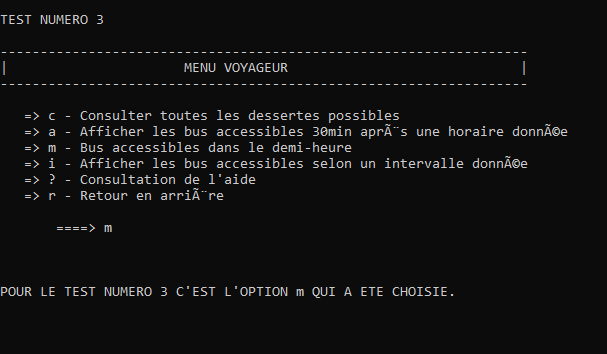 TEST NUMERO 3
------------------------------------------------------------------
|                      MENU VOYAGEUR                             |
------------------------------------------------------------------
=> c - Consulter toutes les dessertes possibles
=> a - Afficher les bus accessibles 30min aprÃ¨s une horaire donnÃ©e
=> m - Bus accessibles dans le demi-heure
=> i - Afficher les bus accessibles selon un intervalle donnÃ©e
=> ? - Consultation de l'aide
=> r - Retour en arriÃ¨re
====> m
POUR LE TEST NUMERO 3 C'EST L'OPTION m QUI A ETE CHOISIE.